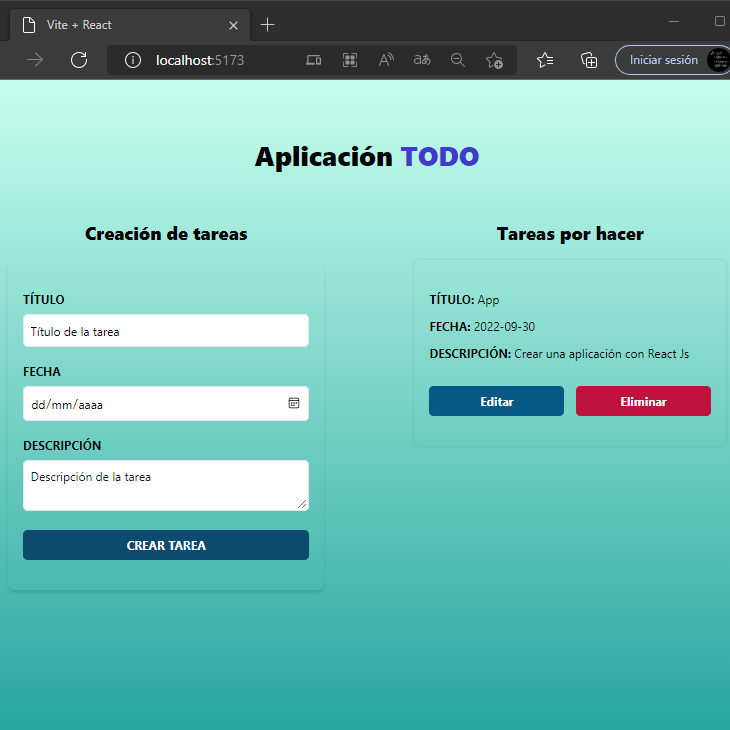 Vite + React
localhost:5173
Iniciar sesión
Aplicación TODO
Creación de tareas
TÍTULO
Título de la tarea
FECHA
dd/mm/aaaa
DESCRIPCIÓN
Descripción de la tarea
CREAR TAREA
Tareas por hacer
TÍTULO: App
FECHA: 2022-09-30
DESCRIPCIÓN: Crear una aplicación con React Js
Editar
Eliminar